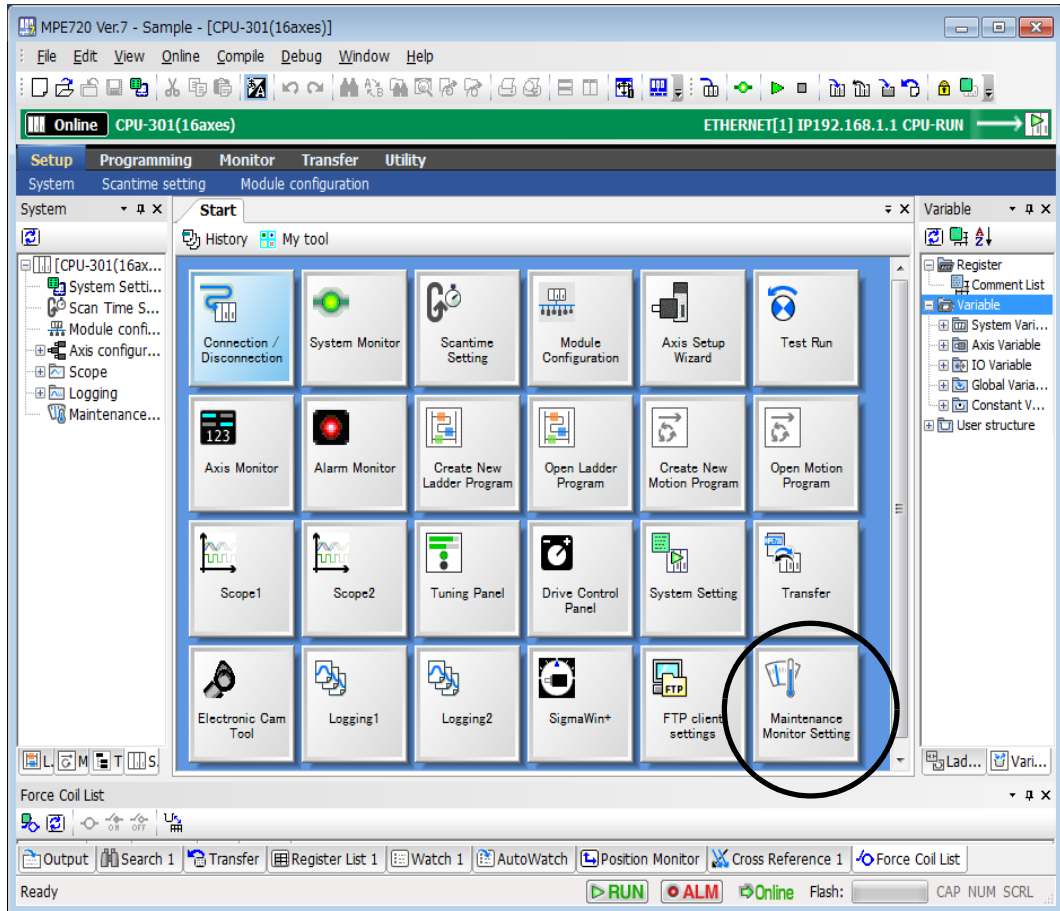 MPE720 Ver.7 - Sample - [CPU-301(16axes)]
File Edit View Online Compile Debug Window Help
Online CPU-301(16axes) ETHERNET[1] IP192.168.1.1 CPU-RUN
Setup Programming Monitor Transfer Utility
System Scantime setting Module configuration
System
[CPU-301(16ax...
System Setti...
Scan Time S...
Module confi...
Axis configur...
Scope
Logging
Maintenance...
L. M T S.
Start
History My tool
Connection / Disconnection
System Monitor
Scantime Setting
Module Configuration
Axis Setup Wizard
Test Run
123
Axis Monitor
Alarm Monitor
Create New Ladder Program
Open Ladder Program
Create New Motion Program
Open Motion Program
Scope1
Scope2
Tuning Panel
Drive Control Panel
System Setting
Transfer
Electronic Cam Tool
Logging1
Logging2
SigmaWin+
FTP
FTP client settings
Maintenance Monitor Setting
Variable
Register
Comment List
Variable
System Vari...
Axis Variable
IO Variable
Global Varia...
Constant V...
User structure
Lad... Vari...
Force Coil List
ON OFF
Output Search 1 Transfer Register List 1 Watch 1 AutoWatch Position Monitor Cross Reference 1 Force Coil List
Ready RUN ALM Online Flash: CAP NUM SCRL